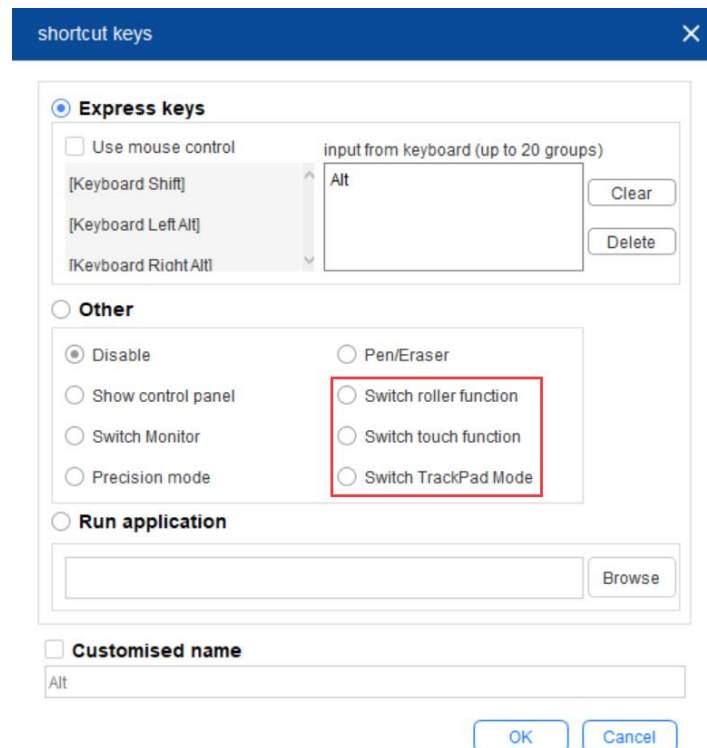 shortcut keys
Express keys
Use mouse control
input from keyboard (up to 20 groups)
[Keyboard Shift]
[Keyboard Left Alt]
[Keyboard Right Alt]
Alt
Clear
Delete
Other
Disable
Pen/Eraser
Show control panel
Switch roller function
Switch Monitor
Switch touch function
Precision mode
Switch TrackPad Mode
Run application
Browse
Customised name
Alt
OK
Cancel